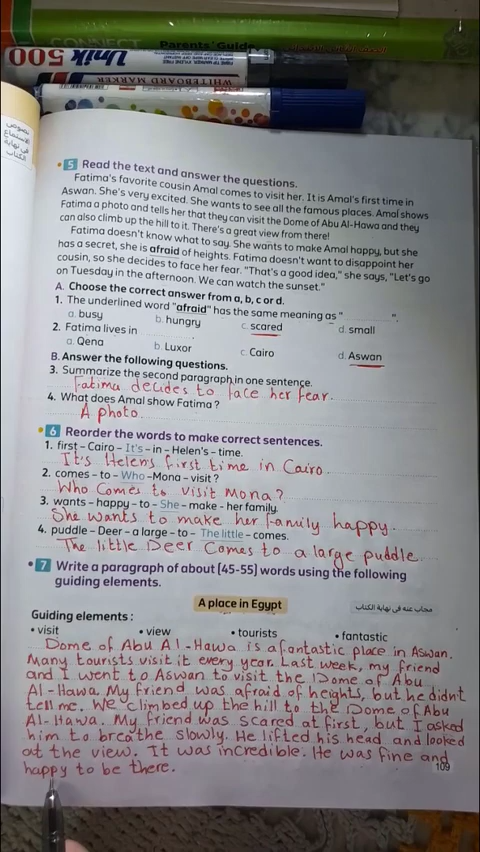 CONNECT Parents' Guide
Unik 500
WHITEBOARD MARKER
نصوص
الاستماع
في نهاية
الكتاب
5 Read the text and answer the questions.
Fatima's favorite cousin Amal comes to visit her. It is Amal's first time in
Aswan. She's very excited. She wants to see all the famous places. Amal shows
Fatima a photo and tells her that they can visit the Dome of Abu Al-Hawa and they
can also climb up the hill to it. There's a great view from there!
Fatima doesn't know what to say. She wants to make Amal happy, but she
has a secret, she is afraid of heights. Fatima doesn't want to disappoint her
cousin, so she decides to face her fear. "That's a good idea," she says, "Let's go
on Tuesday in the afternoon. We can watch the sunset."
A. Choose the correct answer from a, b, c or d.
1. The underlined word "afraid" has the same meaning as " ".
a. busy b. hungry c. scared d. small
2. Fatima lives in
a. Qena b. Luxor c. Cairo d. Aswan
B. Answer the following questions.
3. Summarize the second paragraph in one sentence.
Fatima decides to face her fear.
4. What does Amal show Fatima ?
A photo.
6 Reorder the words to make correct sentences.
1. first – Cairo – It's – in – Helen's – time.
It's Helen's first time in Cairo.
2. comes – to – Who -Mona – visit ?
Who Comes to visit Mona?
3. wants – happy – to – She – make – her family.
She wants to make her family happy.
4. puddle – Deer – a large – to - The little – comes.
The little Deer Comes to a large puddle.
7 Write a paragraph of about (45-55) words using the following
guiding elements.
A place in Egypt
مجاب عنه في نهاية الكتاب
Guiding elements :
• visit • view • tourists • fantastic
Dome of Abu Al-Hawa is a fantastic place in Aswan.
Many tourists visit it every year. Last week, my friend
and I went to Aswan to visit the Dome of Abu
Al-Hawa. My friend was afraid of heights, but he didn't
tell me. We climbed up the hill to the Dome of Abu
Al-Hawa. My friend was scared at first, but I asked
him to breathe slowly. He lifted his head and looked
at the view. It was incredible. He was fine and
happy to be there.
109